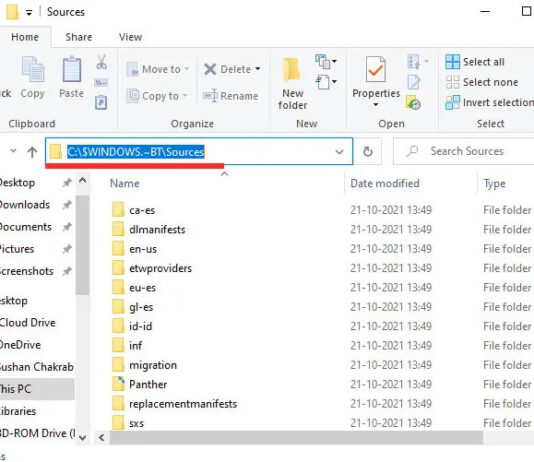 Sources
Home Share View
ck Copy Paste
Move to Delete
Copy to Rename
New folder
Properties
Open
Select all
Select none
Invert selection
Clipboard Organize New Open Select
C:\$WINDOWS.~BT\Sources
Search Sources
Name Date modified Type
Desktop
Downloads
Documents
Pictures
Screenshots
esktop
Cloud Drive
OneDrive
Sushan Chakrab
This PC
ibraries
BD-ROM Drive (
ns
ca-es 21-10-2021 13:49 File folder
dlmanifests 21-10-2021 13:49 File folder
en-us 21-10-2021 13:49 File folder
etwproviders 21-10-2021 13:49 File folder
eu-es 21-10-2021 13:49 File folder
gl-es 21-10-2021 13:49 File folder
id-id 21-10-2021 13:49 File folder
inf 21-10-2021 13:49 File folder
migration 21-10-2021 13:49 File folder
Panther 21-10-2021 13:49 File folder
replacementmanifests 21-10-2021 13:49 File folder
sxs 21-10-2021 13:49 File folder